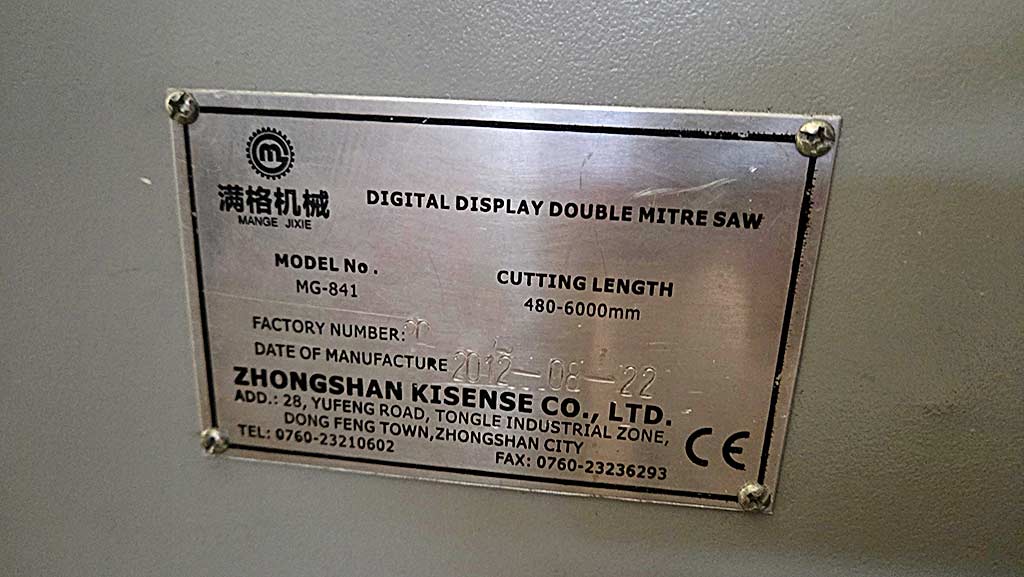 满格机械
MANGE JIXIE
DIGITAL DISPLAY DOUBLE MITRE SAW
MODEL No.
MG-841
CUTTING LENGTH
480-6000mm
FACTORY NUMBER:
DATE OF MANUFACTURE 2012-08-22
ZHONGSHAN KISENSE CO., LTD.
ADD.: 28, YUFENG ROAD, TONGLE INDUSTRIAL ZONE,
DONG FENG TOWN,ZHONGSHAN CITY
TEL: 0760-23210602
FAX: 0760-23236293
CE